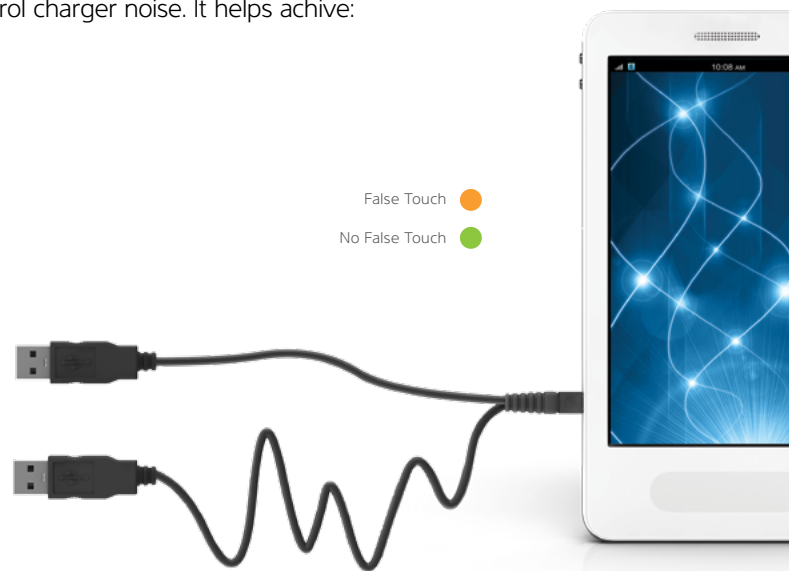 rol charger noise. It helps achive:
10:08 AM
False Touch
No False Touch